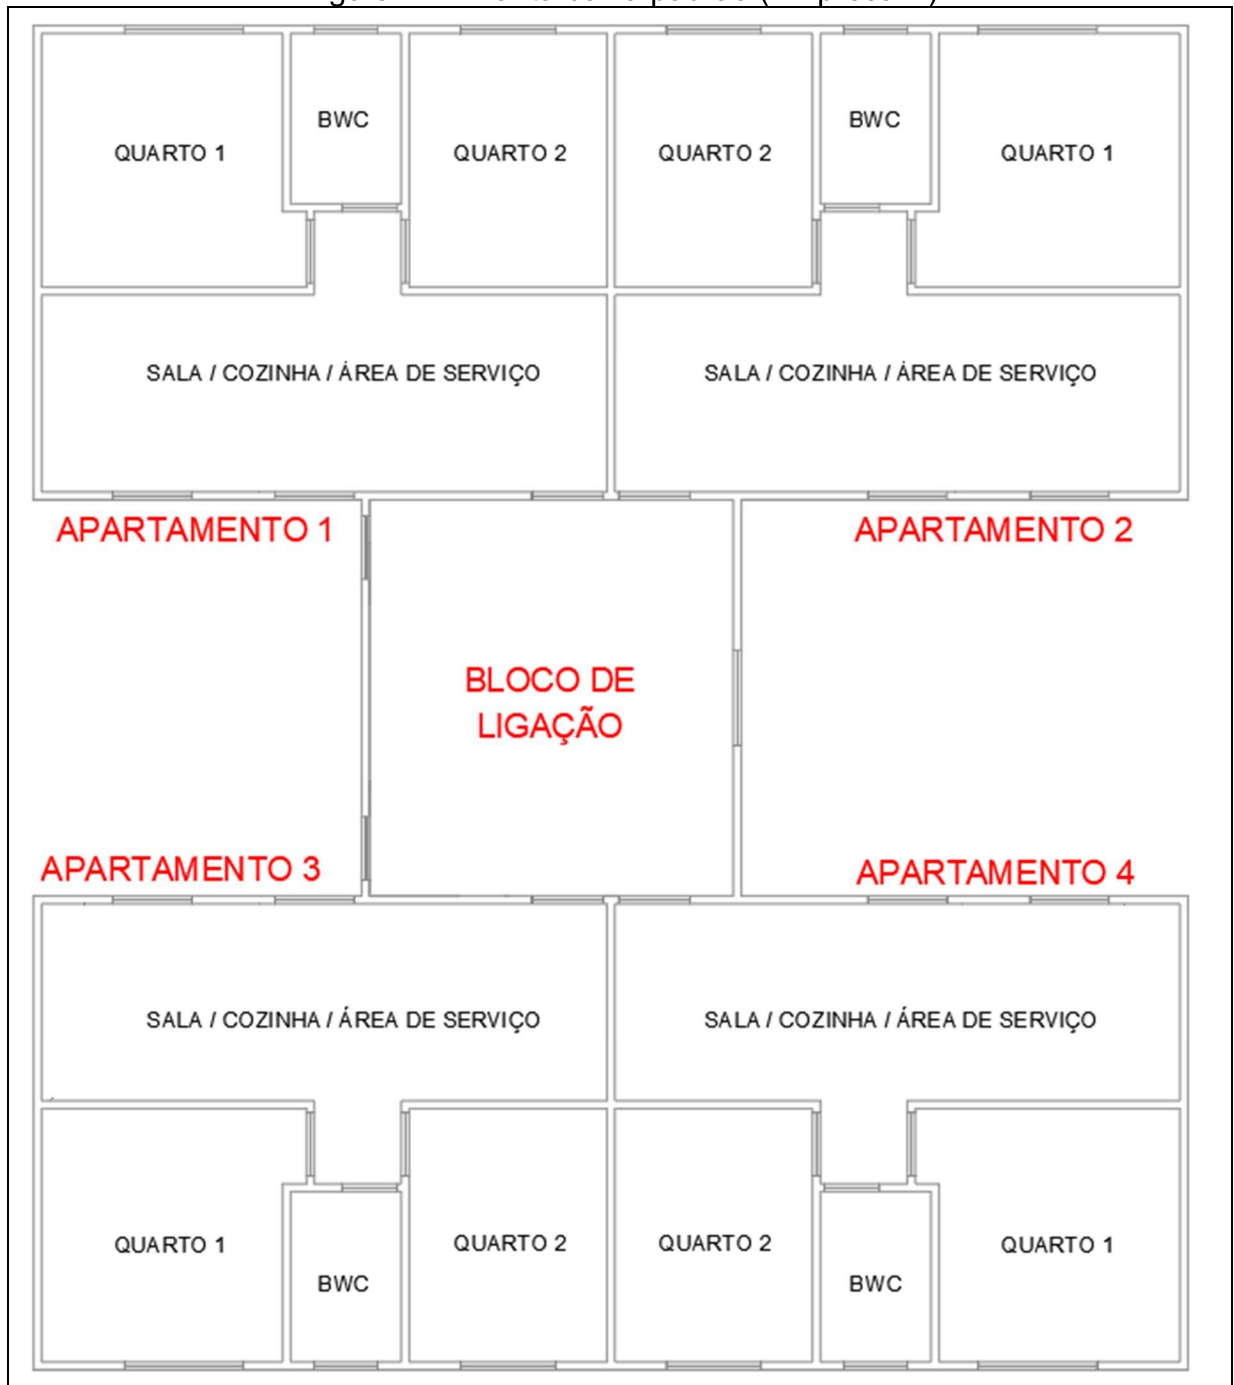 QUARTO 1
BWC
QUARTO 2
QUARTO 2
BWC
QUARTO 1
SALA / COZINHA / ÁREA DE SERVIÇO
SALA / COZINHA / ÁREA DE SERVIÇO
APARTAMENTO 1
APARTAMENTO 2
BLOCO DE
LIGAÇÃO
APARTAMENTO 3
APARTAMENTO 4
SALA / COZINHA / ÁREA DE SERVIÇO
SALA / COZINHA / ÁREA DE SERVIÇO
QUARTO 1
BWC
QUARTO 2
QUARTO 2
BWC
QUARTO 1